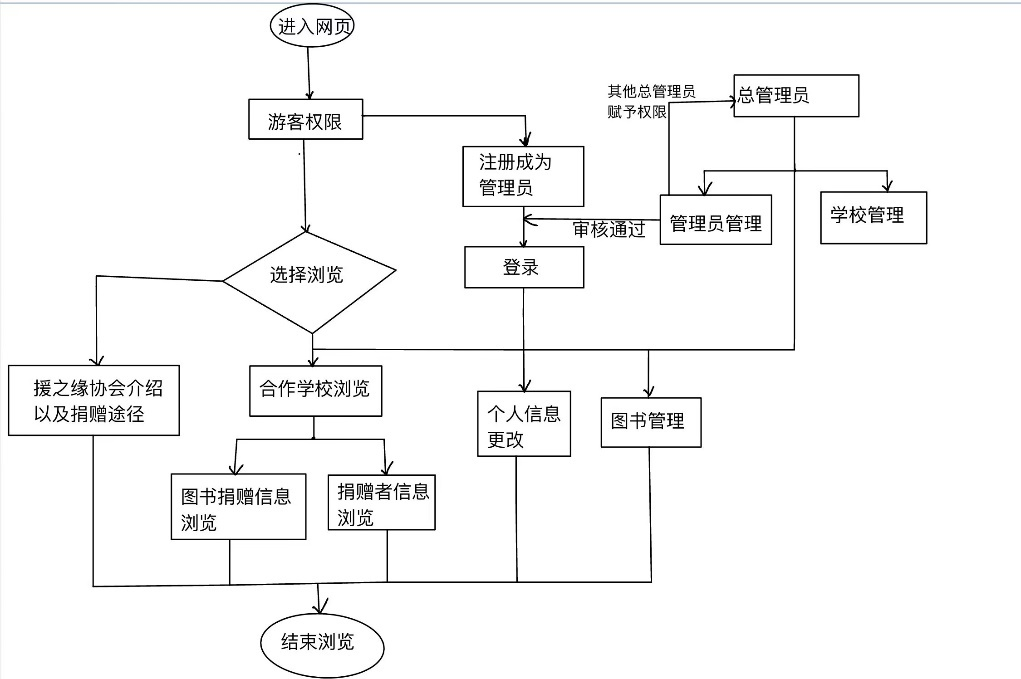 进入网页
其他总管理员
赋予权限
总管理员
游客权限
注册成为
管理员
管理员管理
学校管理
审核通过
选择浏览
登录
援之缘协会介绍
以及捐赠途径
合作学校浏览
个人信息
更改
图书管理
图书捐赠信息
浏览
捐赠者信息
浏览
结束浏览